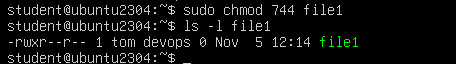 student@ubuntu2304:~$ sudo chmod 744 file1
student@ubuntu2304:~$ ls -l file1
-rwxr--r-- 1 tom devops 0 Nov  5 12:14 file1
student@ubuntu2304:~$ _